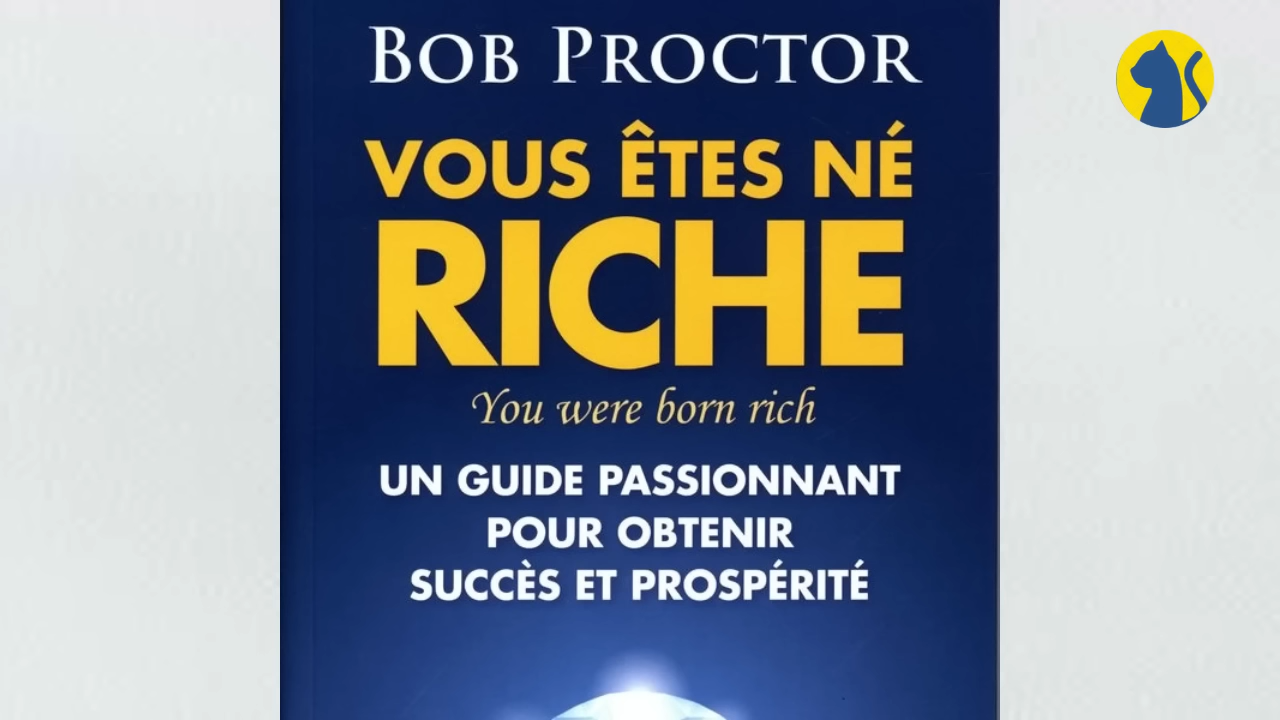 BOB PROCTOR
VOUS ÊTES NÉ
RICHE
You were born rich
UN GUIDE PASSIONNANT
POUR OBTENIR
SUCCÈS ET PROSPÉRITÉ